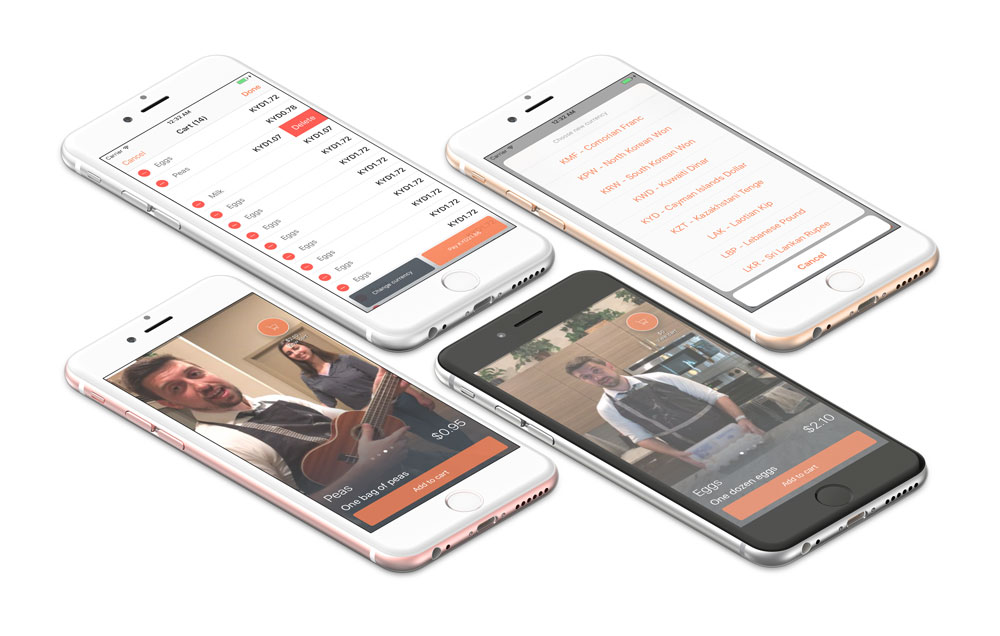 Carrier
12:33 AM
Cancel
Cart (14)
Done
Eggs
KYD1.72
Peas
KYD0.78
Milk
KYD1.07
Delete
Eggs
KYD1.07
Eggs
KYD1.72
Eggs
KYD1.72
Eggs
KYD1.72
Eggs
KYD1.72
Eggs
KYD1.72
Eggs
KYD1.72
KYD1.72
Change currency
Carrier
12:32 AM
Choose new currency
KMF - Comorian Franc
KPW - North Korean Won
KRW - South Korean Won
KWD - Kuwaiti Dinar
KYD - Cayman Islands Dollar
KZT - Kazakhstani Tenge
LAK - Laotian Kip
LBP - Lebanese Pound
LKR - Sri Lankan Rupee
Cancel
Peas
$0.95
One bag of peas
Add to cart
Eggs
$2.10
One dozen eggs
Add to cart